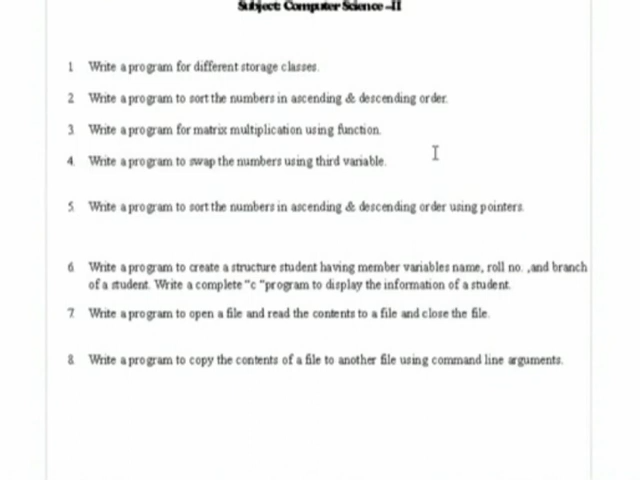 Subject: Computer Science –II
1 Write a program for different storage classes.
2 Write a program to sort the numbers in ascending & descending order.
3 Write a program for matrix multiplication using function.
4. Write a program to swap the numbers using third variable.
5. Write a program to sort the numbers in ascending & descending order using pointers.
6. Write a program to create a structure student having member variables name, roll no. ,and branch
of a student. Write a complete "c "program to display the information of a student.
7. Write a program to open a file and read the contents to a file and close the file.
8. Write a program to copy the contents of a file to another file using command line arguments.